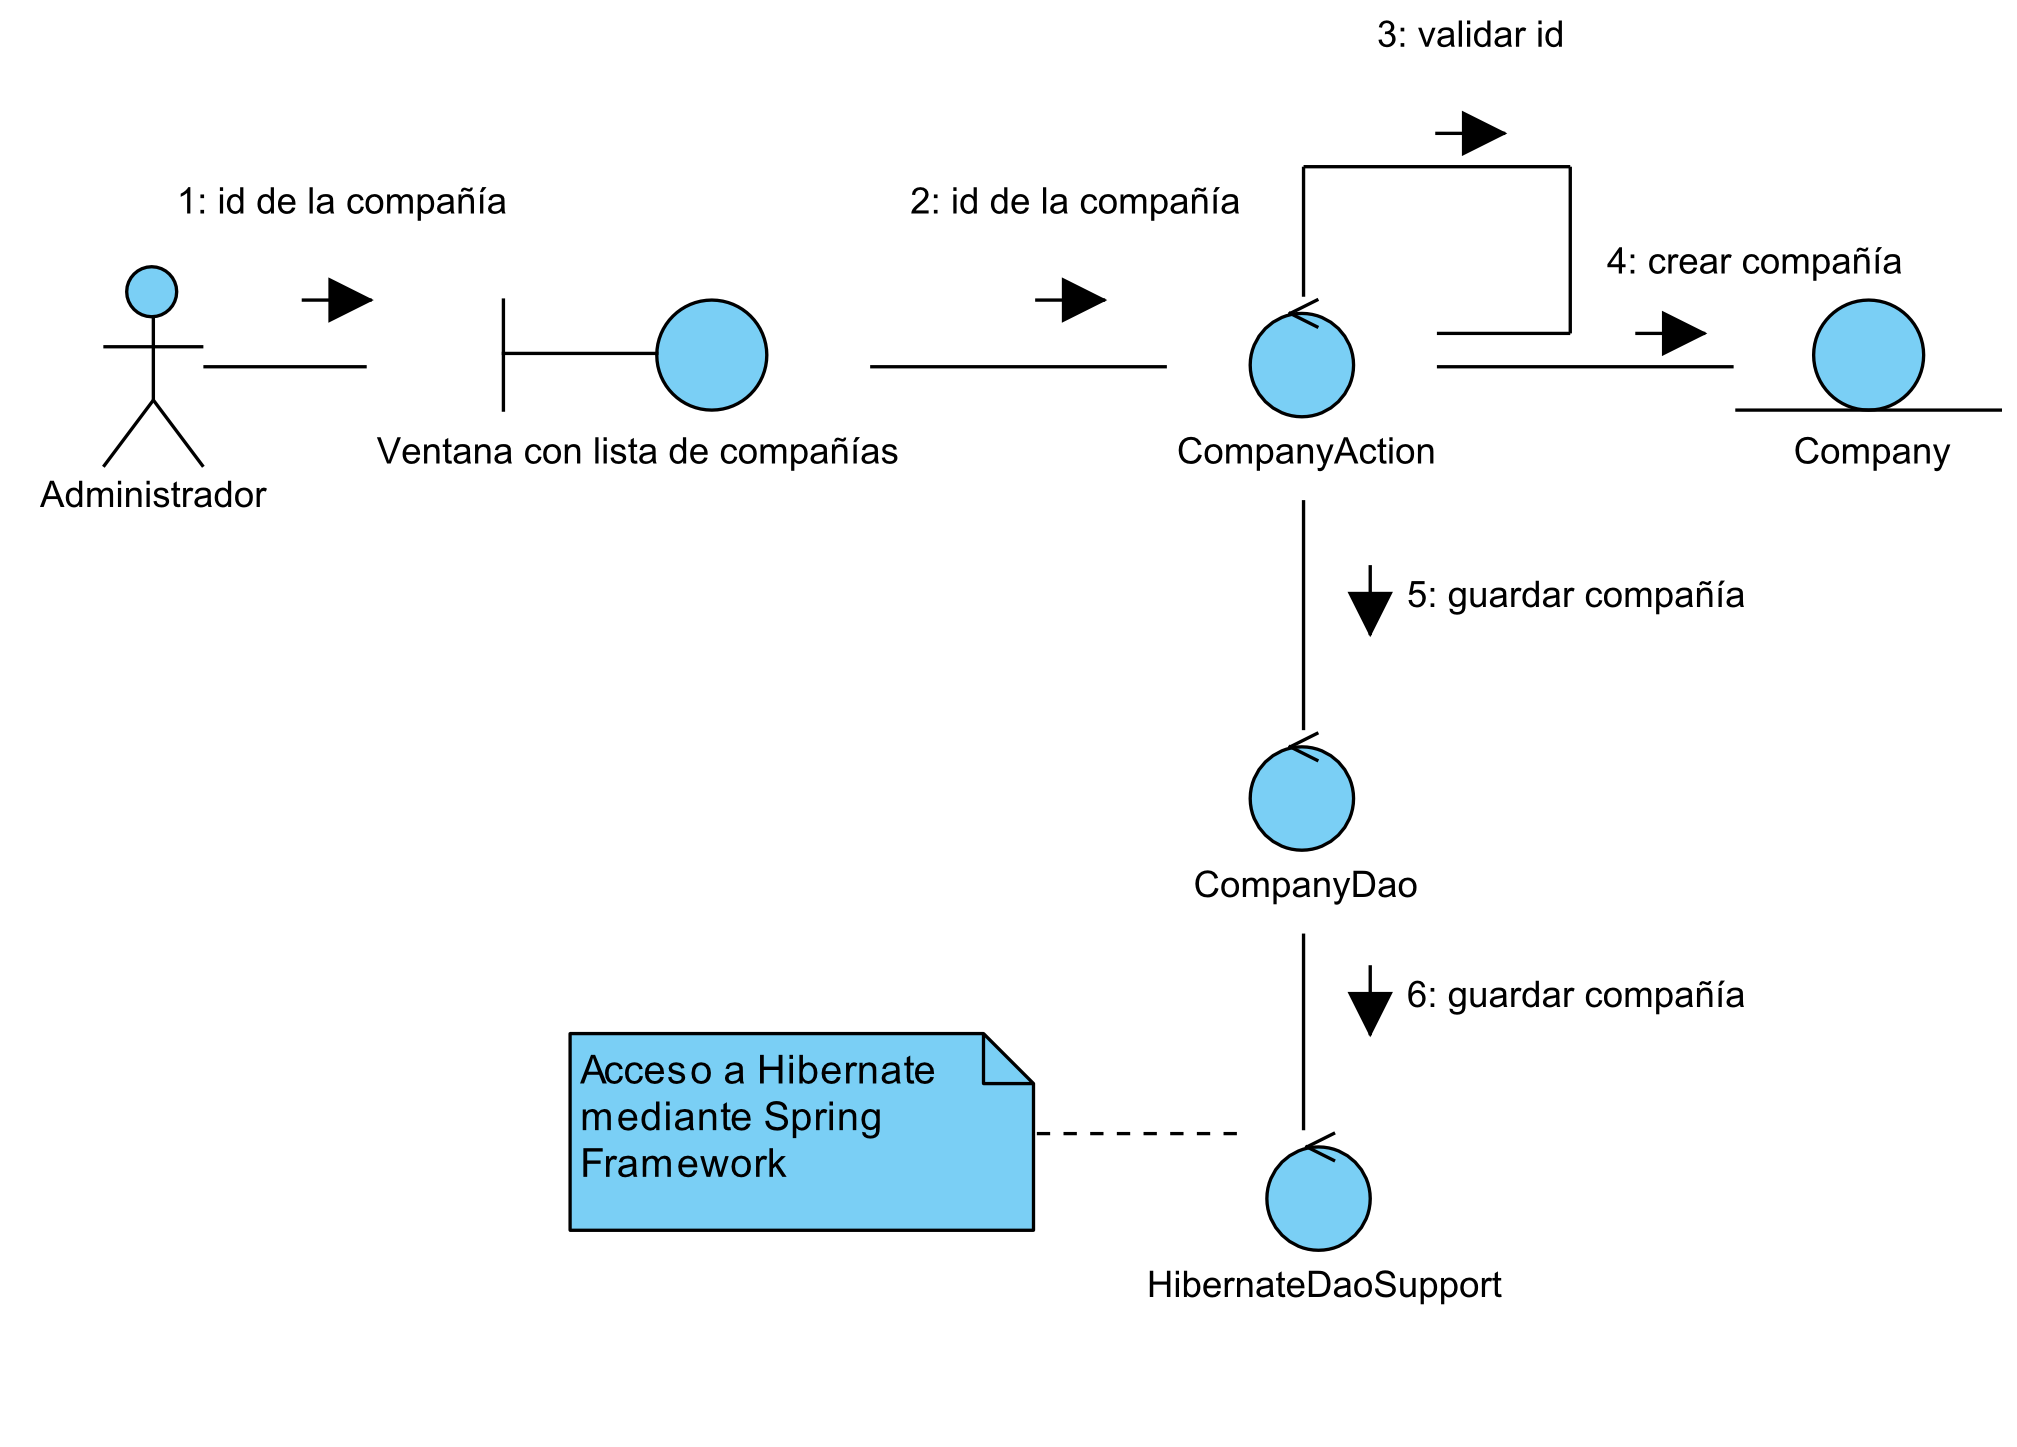 3: validar id
1: id de la compañía
2: id de la compañía
4: crear compañía
Ventana con lista de compañías
CompanyAction
Company
Administrador
5: guardar compañía
CompanyDao
6: guardar compañía
Acceso a Hibernate
mediante Spring
Framework
HibernateDaoSupport